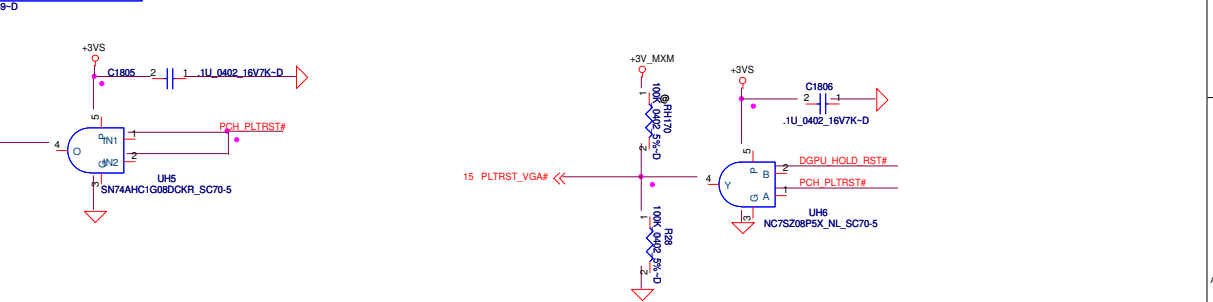 9~D
+3VS
C1805
2
1
.1U_0402_16V7K~D
5
P
4
O
IN1
1
IN2
2
G
3
PCH_PLTRST#
UH5
SN74AHC1G08DCKR_SC70-5
+3V_MXM
1
100K_0402_5%~D
@RH170
2
15 PLTRST_VGA#
1
100K_0402_5%~D
R28
2
+3VS
C1806
2
1
.1U_0402_16V7K~D
5
P
4
Y
B
2
DGPU_HOLD_RST#
A
1
PCH_PLTRST#
G
3
UH6
NC7SZ08P5X_NL_SC70-5